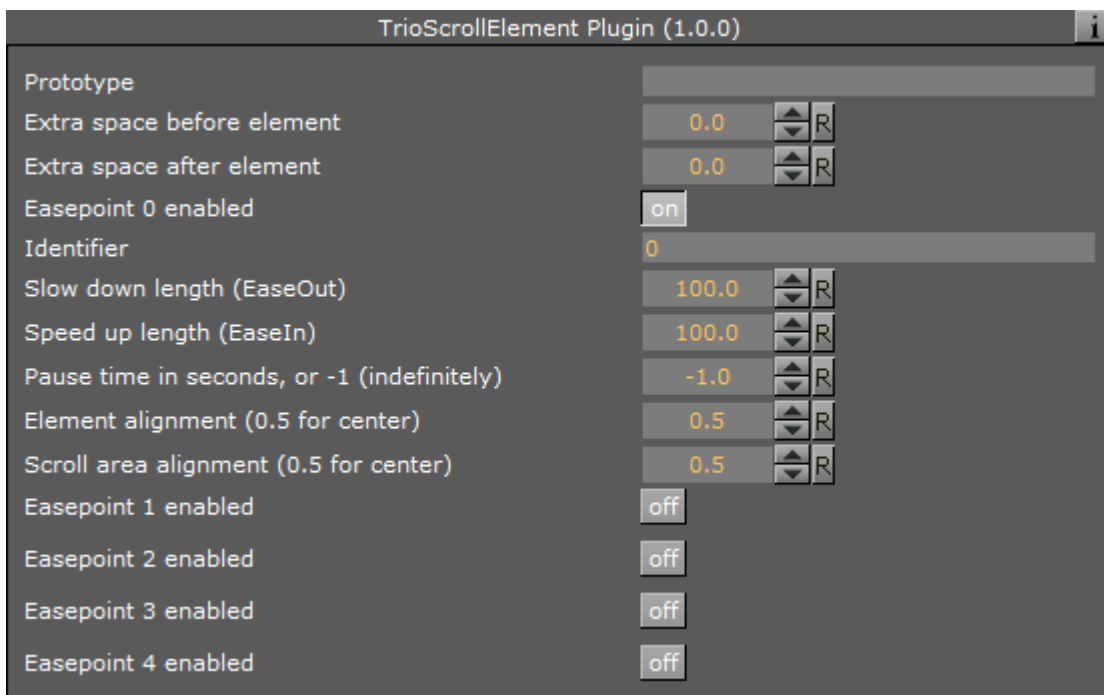 TrioScrollElement Plugin (1.0.0) i
Prototype
Extra space before element 0.0 R
Extra space after element 0.0 R
Easepoint 0 enabled on
Identifier 0
Slow down length (EaseOut) 100.0 R
Speed up length (EaseIn) 100.0 R
Pause time in seconds, or -1 (indefinitely) -1.0 R
Element alignment (0.5 for center) 0.5 R
Scroll area alignment (0.5 for center) 0.5 R
Easepoint 1 enabled off
Easepoint 2 enabled off
Easepoint 3 enabled off
Easepoint 4 enabled off